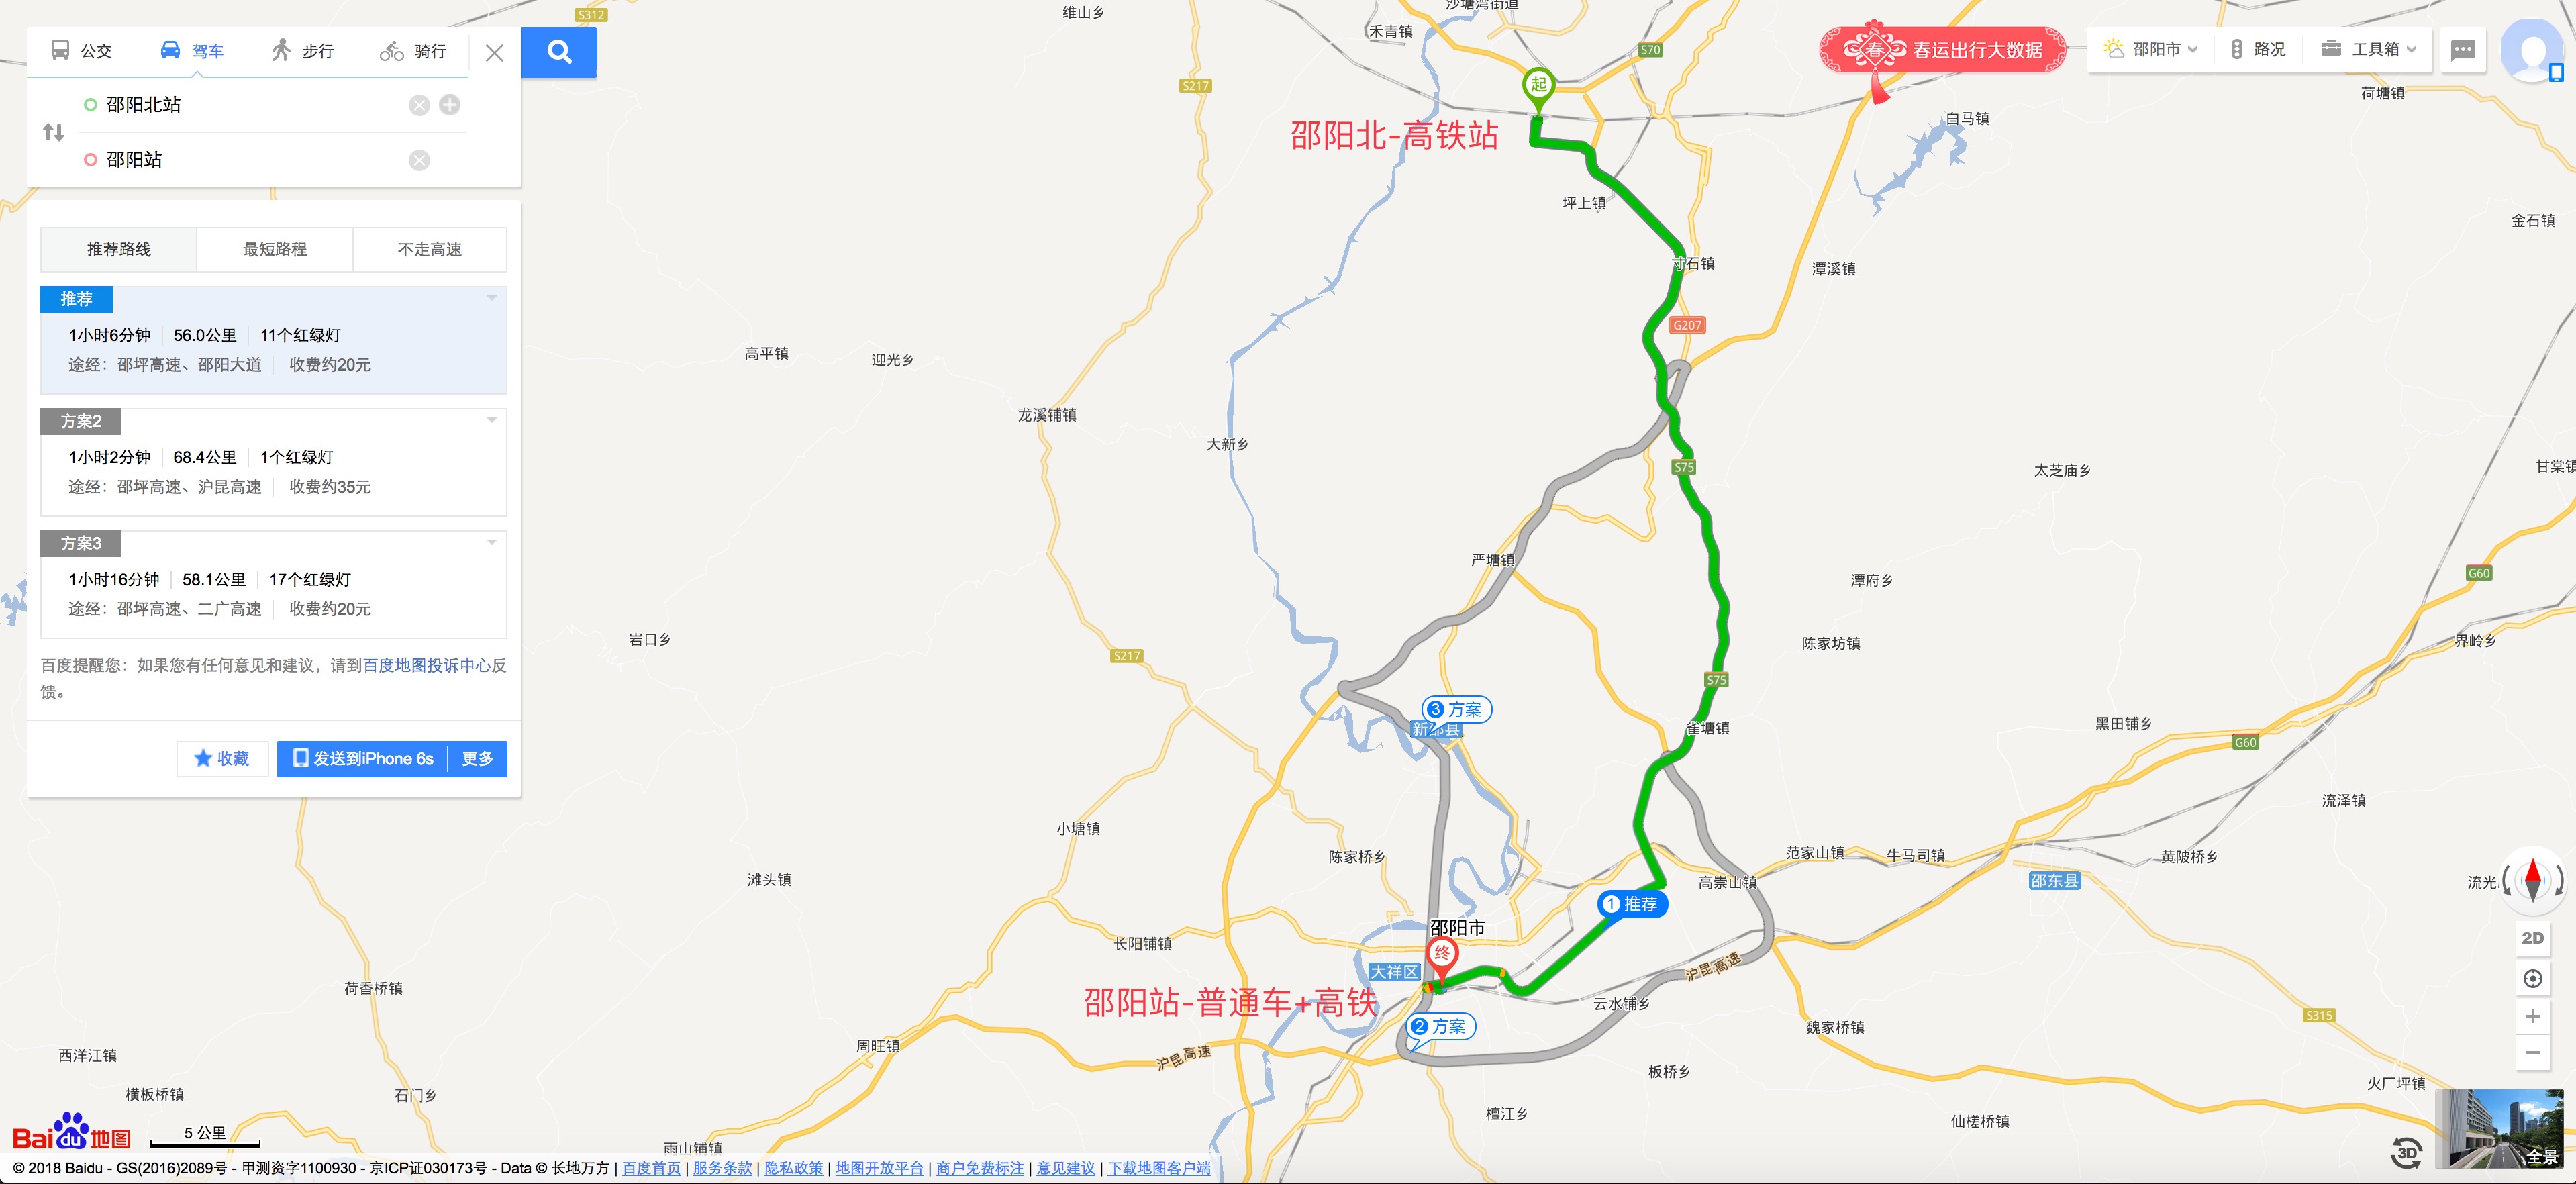 公交
驾车
步行
骑行
邵阳北站
邵阳站
推荐路线
最短路程
不走高速
推荐
1小时6分钟 56.0公里 11个红绿灯
途经：邵坪高速、邵阳大道 收费约20元
方案2
1小时2分钟 68.4公里 1个红绿灯
途经：邵坪高速、沪昆高速 收费约35元
方案3
1小时16分钟 58.1公里 17个红绿灯
途经：邵坪高速、二广高速 收费约20元
百度提醒您：如果您有任何意见和建议，请到百度地图投诉中心反
馈。
收藏
发送到iPhone 6s
更多
春
春运出行大数据
邵阳市
路况
工具箱
S312
维山乡
沙塘湾街道
禾青镇
S70
S217
起
邵阳北-高铁站
白马镇
荷塘镇
坪上镇
金石镇
寸石镇
潭溪镇
G207
高平镇
迎光乡
龙溪铺镇
大新乡
S75
太芝庙乡
甘棠镇
严塘镇
潭府乡
G60
岩口乡
S217
陈家坊镇
界岭乡
S75
3 方案
新邵县
雀塘镇
黑田铺乡
G60
流泽镇
小塘镇
陈家桥乡
范家山镇
牛马司镇
黄陂桥乡
滩头镇
高崇山镇
邵东县
流光
1 推荐
邵阳市
长阳铺镇
终
大祥区
沪昆高速
2D
荷香桥镇
邵阳站-普通车+高铁
云水铺乡
S315
2 方案
魏家桥镇
周旺镇
沪昆高速
西洋江镇
板桥乡
火厂坪镇
横板桥镇
石门乡
檀江乡
仙槎桥镇
雨山铺镇
Bai du 地图
5 公里
3D
全景
© 2018 Baidu - GS(2016)2089号 - 甲测资字1100930 - 京ICP证030173号 - Data © 长地万方 | 百度首页 | 服务条款 | 隐私政策 | 地图开放平台 | 商户免费标注 | 意见建议 | 下载地图客户端